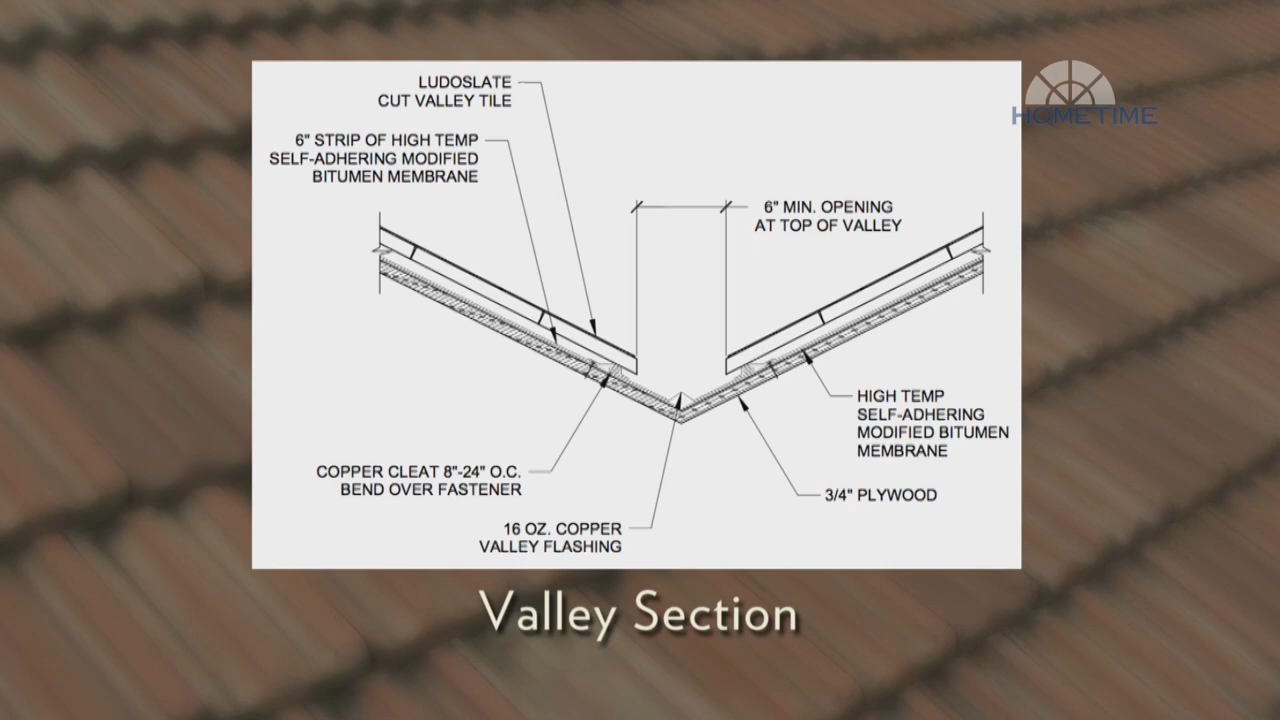 LUDOSLATE
CUT VALLEY TILE
6" STRIP OF HIGH TEMP
SELF-ADHERING MODIFIED
BITUMEN MEMBRANE
HOMETIME
6" MIN. OPENING
AT TOP OF VALLEY
HIGH TEMP
SELF-ADHERING
MODIFIED BITUMEN
MEMBRANE
COPPER CLEAT 8"-24" O.C.
BEND OVER FASTENER
3/4" PLYWOOD
16 OZ. COPPER
VALLEY FLASHING
Valley Section